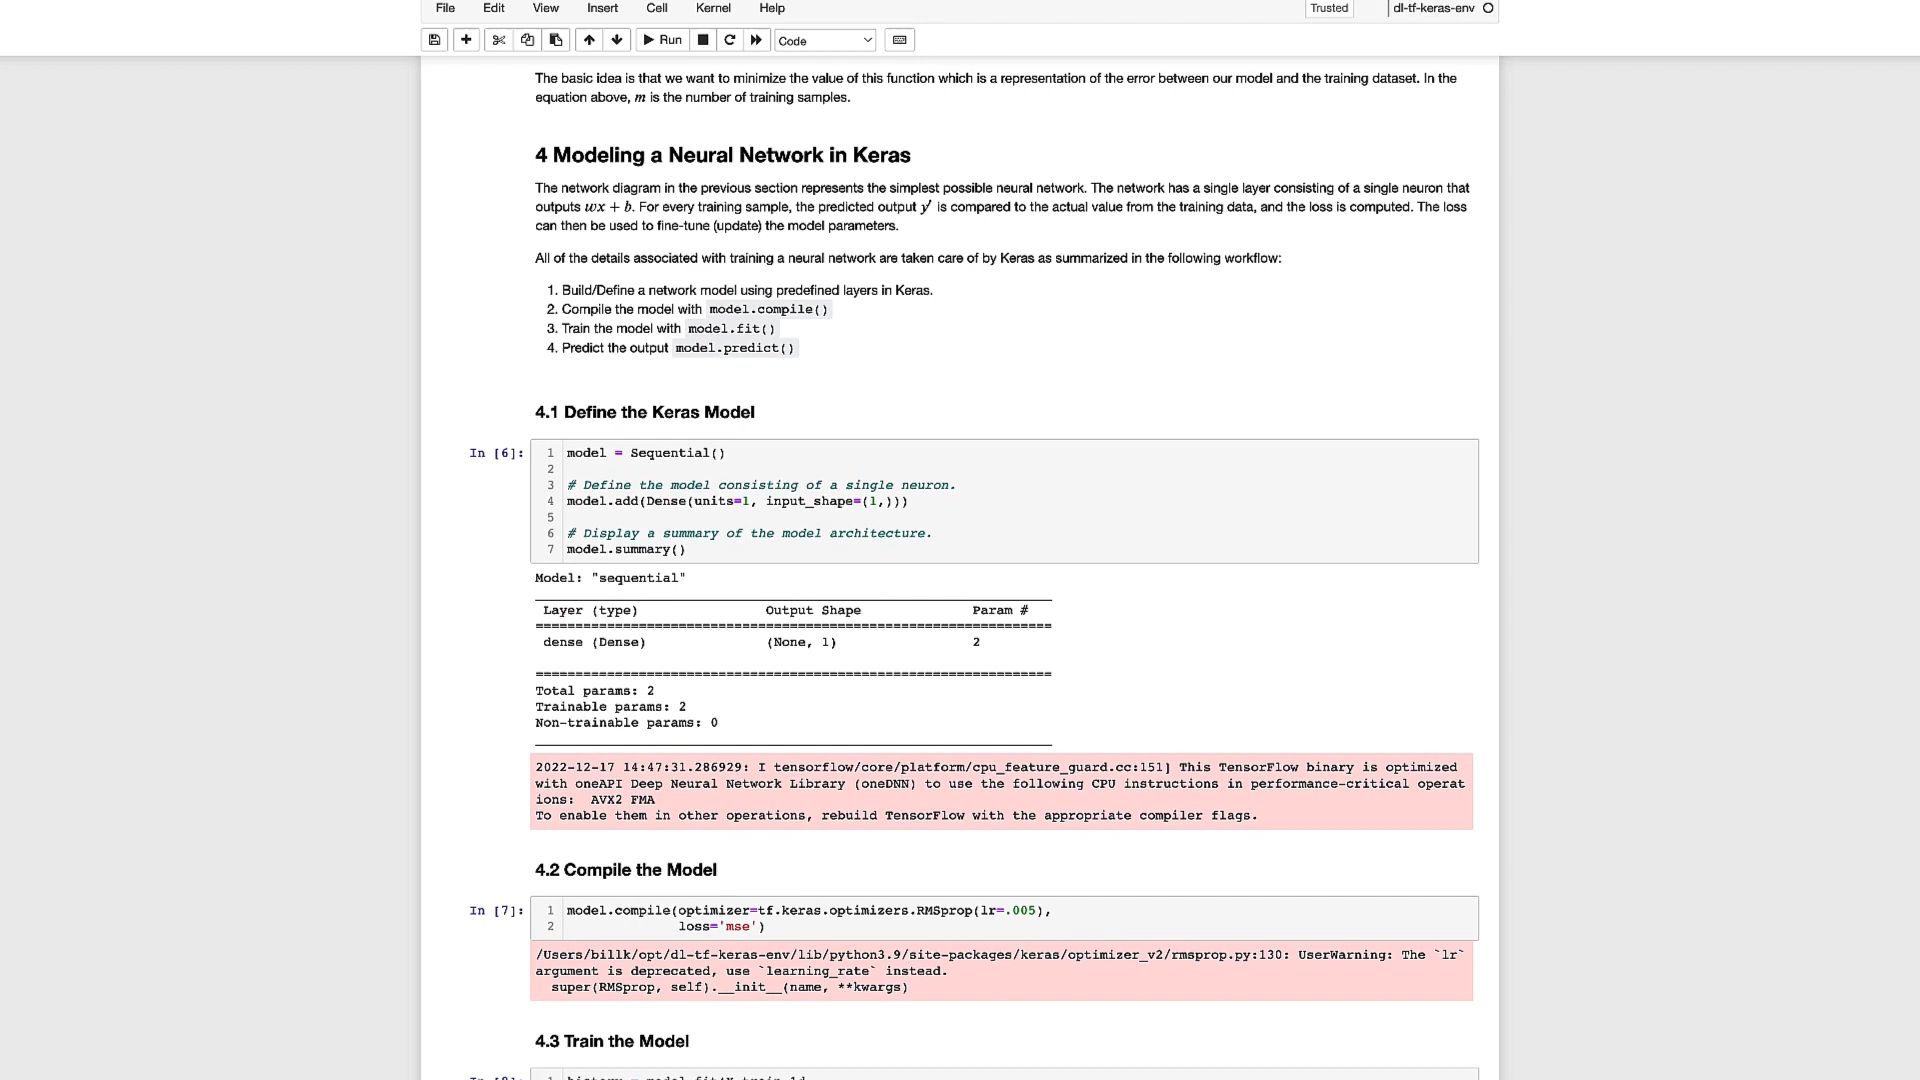 File Edit View Insert Cell Kernel Help Trusted dl-tf-keras-env
Run Code
The basic idea is that we want to minimize the value of this function which is a representation of the error between our model and the training dataset. In the
equation above, m is the number of training samples.
4 Modeling a Neural Network in Keras
The network diagram in the previous section represents the simplest possible neural network. The network has a single layer consisting of a single neuron that
outputs wx + b. For every training sample, the predicted output y′ is compared to the actual value from the training data, and the loss is computed. The loss
can then be used to fine-tune (update) the model parameters.
All of the details associated with training a neural network are taken care of by Keras as summarized in the following workflow:
1. Build/Define a network model using predefined layers in Keras.
2. Compile the model with model.compile()
3. Train the model with model.fit()
4. Predict the output model.predict()
4.1 Define the Keras Model
In [6]: 1 model = Sequential()
2
3 # Define the model consisting of a single neuron.
4 model.add(Dense(units=1, input_shape=(1,)))
5
6 # Display a summary of the model architecture.
7 model.summary()
Model: "sequential"
Layer (type) Output Shape Param #
=================================================================
dense (Dense) (None, 1) 2
=================================================================
Total params: 2
Trainable params: 2
Non-trainable params: 0
2022-12-17 14:47:31.286929: I tensorflow/core/platform/cpu_feature_guard.cc:151] This TensorFlow binary is optimized
with oneAPI Deep Neural Network Library (oneDNN) to use the following CPU instructions in performance-critical operat
ions: AVX2 FMA
To enable them in other operations, rebuild TensorFlow with the appropriate compiler flags.
4.2 Compile the Model
In [7]: 1 model.compile(optimizer=tf.keras.optimizers.RMSprop(lr=.005),
2 loss='mse')
/Users/billk/opt/dl-tf-keras-env/lib/python3.9/site-packages/keras/optimizer_v2/rmsprop.py:130: UserWarning: The `lr`
argument is deprecated, use `learning_rate` instead.
super(RMSprop, self).__init__(name, **kwargs)
4.3 Train the Model